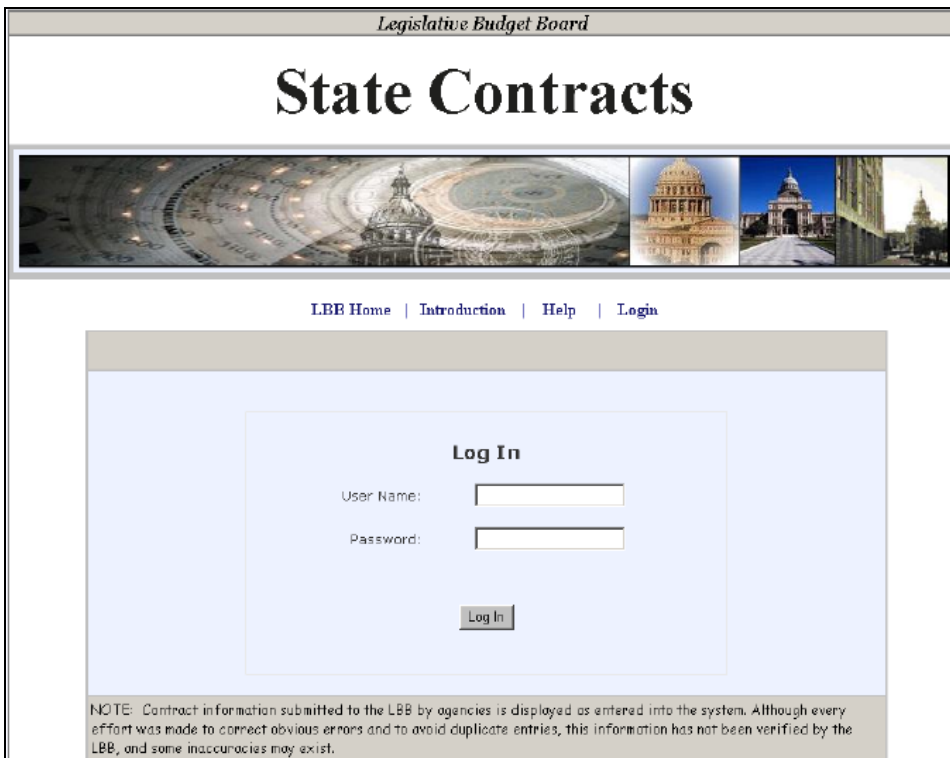 Legislative Budget Board
State Contracts
LBB Home | Introduction | Help | Login
Log In
User Name:
Password:
Log In
NOTE: Contract information submitted to the LBB by agencies is displayed as entered into the system. Although every
effort was made to correct obvious errors and to avoid duplicate entries, this information has not been verified by the
LBB, and some inaccuracies may exist.